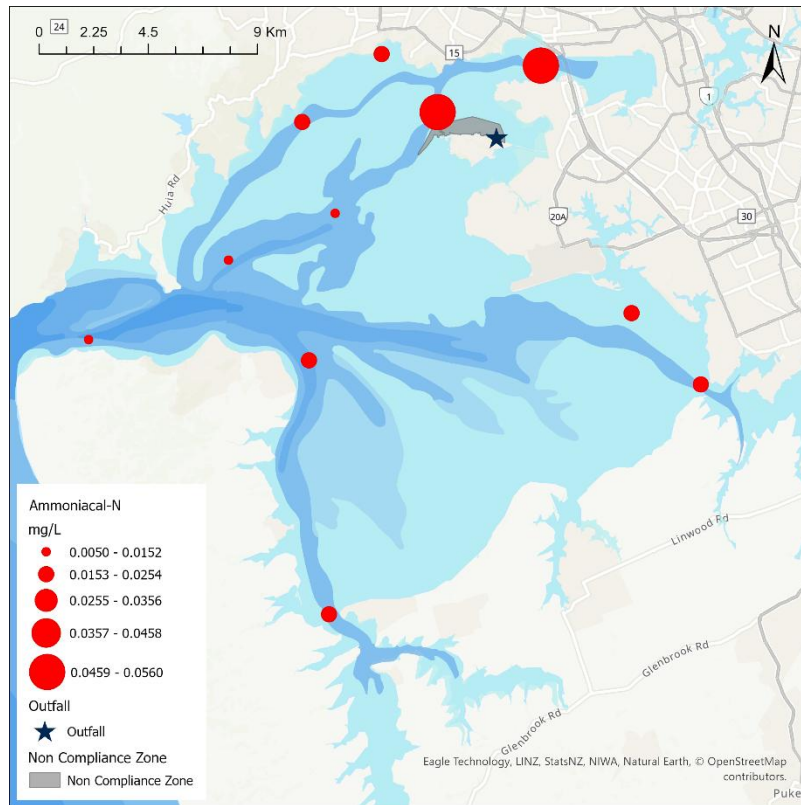 24
0 2.25 4.5 9 Km
15
N
1
Huia Rd
20A
30
Linwood Rd
Glenbrook Rd
Glenbrook Rd
Ammoniacal-N
mg/L
0.0050 - 0.0152
0.0153 - 0.0254
0.0255 - 0.0356
0.0357 - 0.0458
0.0459 - 0.0560
Outfall
Outfall
Non Compliance Zone
Non Compliance Zone
Eagle Technology, LINZ, StatsNZ, NIWA, Natural Earth, © OpenStreetMap
contributors.
Puke